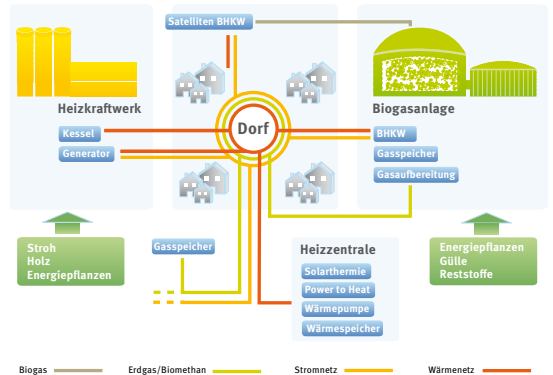 Satelliten BHKW
Heizkraftwerk
Dorf
Biogasanlage
Kessel
Generator
BHKW
Gasspeicher
Gasaufbereitung
Stroh
Holz
Energiepflanzen
Gasspeicher
Heizzentrale
Solarthermie
Power to Heat
Wärmepumpe
Wärmespeicher
Energiepflanzen
Gülle
Reststoffe
Biogas
Erdgas/Biomethan
Stromnetz
Wärmenetz